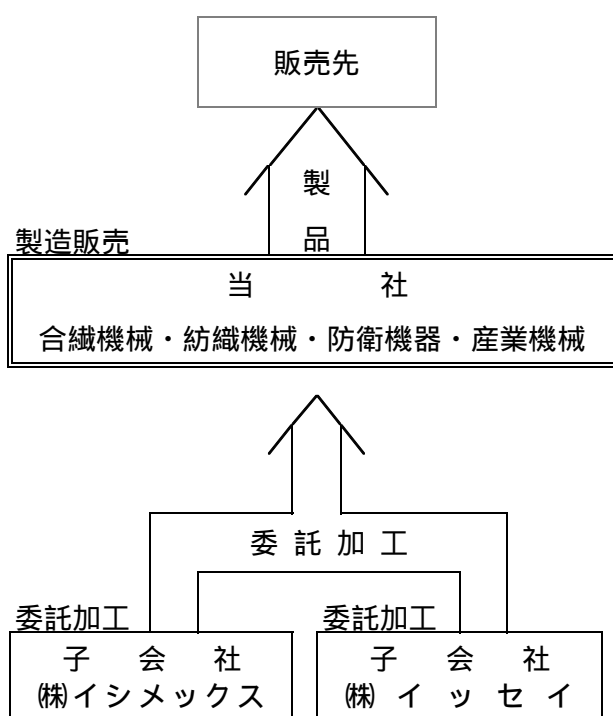 販売先
製
品
製造販売
当 社
合繊機械・紡織機械・防衛機器・産業機械
委託加工
委託加工
子会社
㈱イシメックス
委託加工
子会社
㈱イッセイ